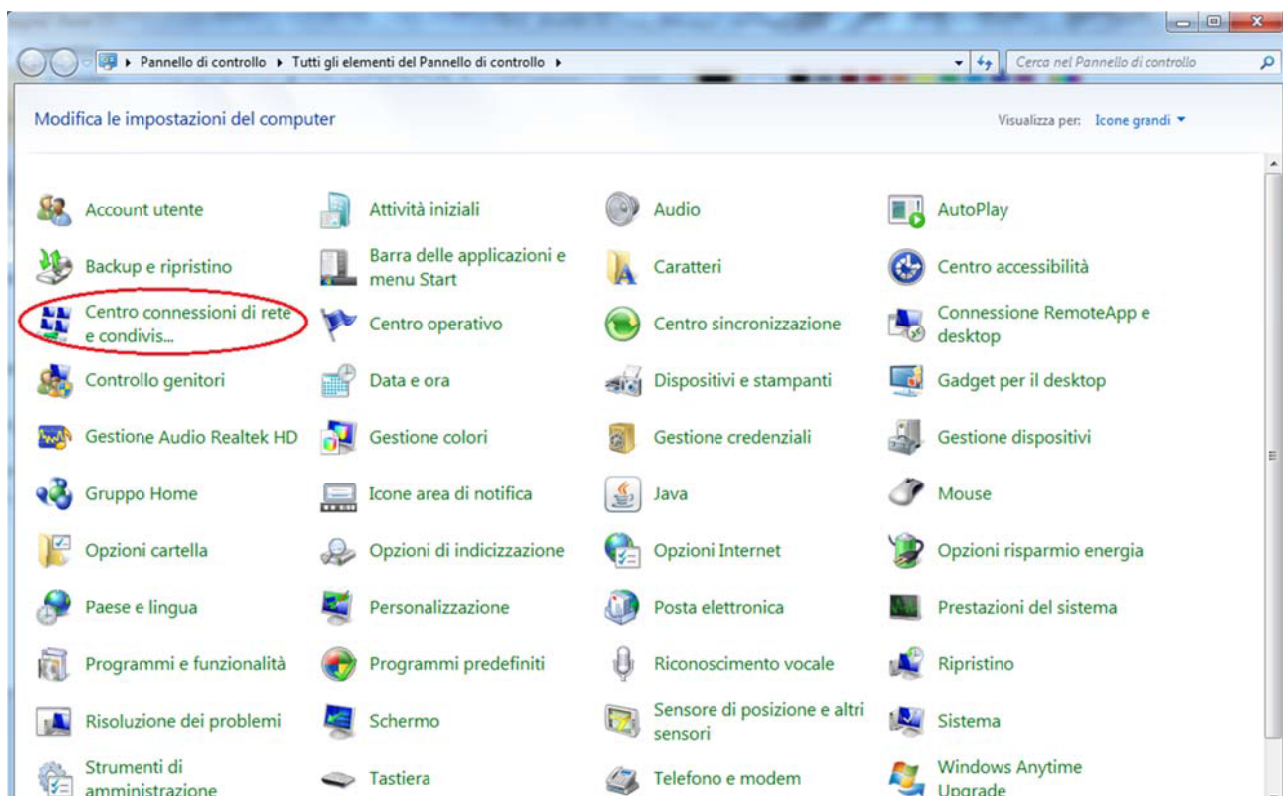 Pannello di controllo ▸ Tutti gli elementi del Pannello di controllo ▸
Cerca nel Pannello di controllo
Modifica le impostazioni del computer
Visualizza per: Icone grandi
Account utente
Attività iniziali
Audio
AutoPlay
Backup e ripristino
Barra delle applicazioni e
menu Start
Caratteri
Centro accessibilità
Centro connessioni di rete
e condivis...
Centro operativo
Centro sincronizzazione
Connessione RemoteApp e
desktop
Controllo genitori
Data e ora
Dispositivi e stampanti
Gadget per il desktop
Gestione Audio Realtek HD
Gestione colori
Gestione credenziali
Gestione dispositivi
Gruppo Home
Icone area di notifica
Java
Mouse
Opzioni cartella
Opzioni di indicizzazione
Opzioni Internet
Opzioni risparmio energia
Paese e lingua
Personalizzazione
Posta elettronica
Prestazioni del sistema
Programmi e funzionalità
Programmi predefiniti
Riconoscimento vocale
Ripristino
Risoluzione dei problemi
Schermo
Sensore di posizione e altri
sensori
Sistema
Strumenti di
amministrazione
Tastiera
Telefono e modem
Windows Anytime
Upgrade